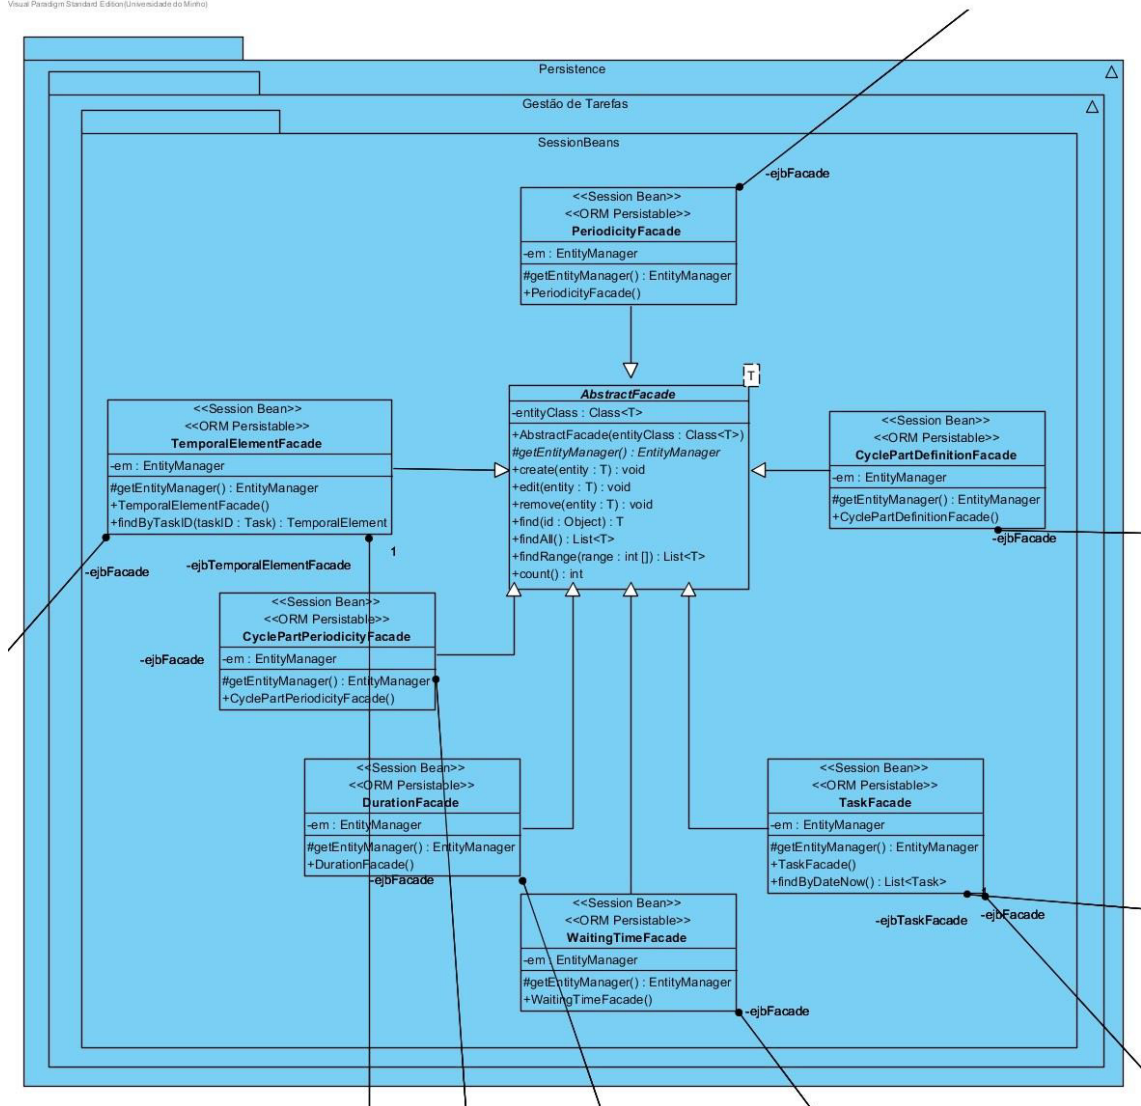 Visual Paradigm Standard Edition(Universidade do Minho)
Persistence
Gestão de Tarefas
SessionBeans
-ejbFacade
<<Session Bean>>
<<ORM Persistable>>
PeriodicityFacade
-em : EntityManager
#getEntityManager() : EntityManager
+PeriodicityFacade()
T
AbstractFacade
-entityClass : Class<T>
+AbstractFacade(entityClass : Class<T>)
#getEntityManager() : EntityManager
+create(entity : T) : void
+edit(entity : T) : void
+remove(entity : T) : void
+find(id : Object) : T
+findAll() : List<T>
+findRange(range : int []) : List<T>
+count() : int
<<Session Bean>>
<<ORM Persistable>>
TemporalElementFacade
-em : EntityManager
#getEntityManager() : EntityManager
+TemporalElementFacade()
+findByTaskID(taskID : Task) : TemporalElement
-ejbFacade
-ejbTemporalElementFacade
1
<<Session Bean>>
<<ORM Persistable>>
CyclePartDefinitionFacade
-em : EntityManager
#getEntityManager() : EntityManager
+CyclePartDefinitionFacade()
-ejbFacade
<<Session Bean>>
<<ORM Persistable>>
CyclePartPeriodicityFacade
-em : EntityManager
#getEntityManager() : EntityManager
+CyclePartPeriodicityFacade()
-ejbFacade
<<Session Bean>>
<<ORM Persistable>>
DurationFacade
-em : EntityManager
#getEntityManager() : EntityManager
+DurationFacade()
-ejbFacade
<<Session Bean>>
<<ORM Persistable>>
TaskFacade
-em : EntityManager
#getEntityManager() : EntityManager
+TaskFacade()
+findByDateNow() : List<Task>
-ejbTaskFacade
-ejbFacade
<<Session Bean>>
<<ORM Persistable>>
WaitingTimeFacade
-em : EntityManager
#getEntityManager() : EntityManager
+WaitingTimeFacade()
-ejbFacade